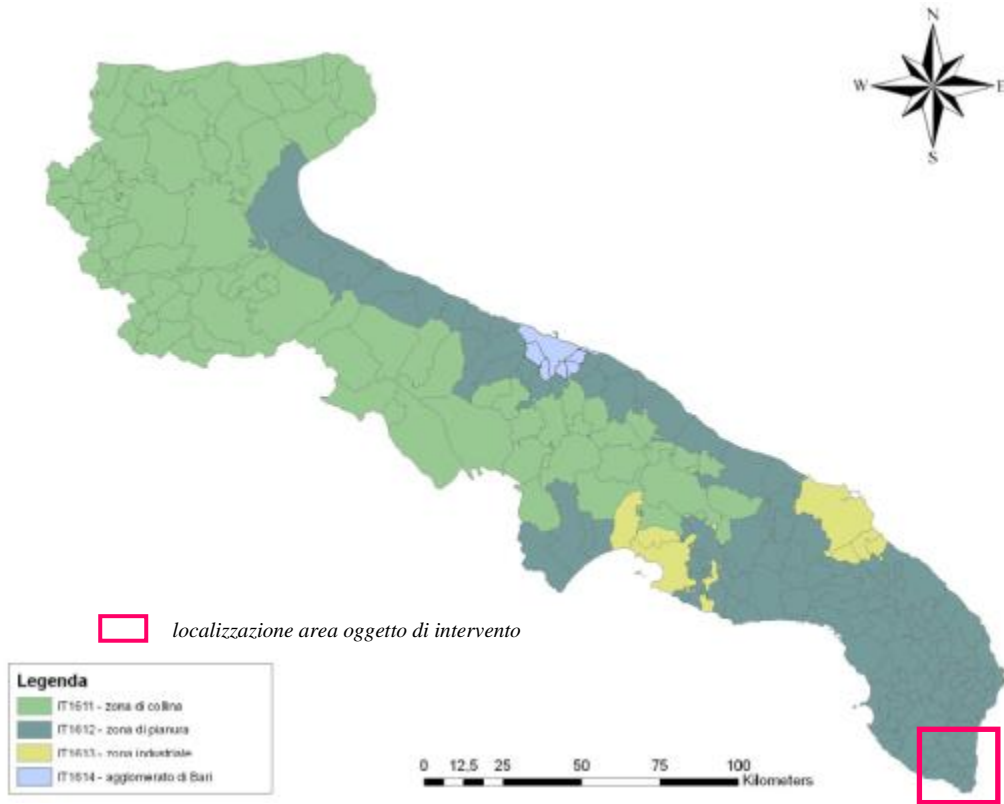 N
W E
S
localizzazione area oggetto di intervento
Legenda
IT1611 - zona di collina
IT1612 - zona di pianura
IT1613 - zona industriale
IT1614 - agglomerato di Bari
0 12,5 25 50 75 100
Kilometers